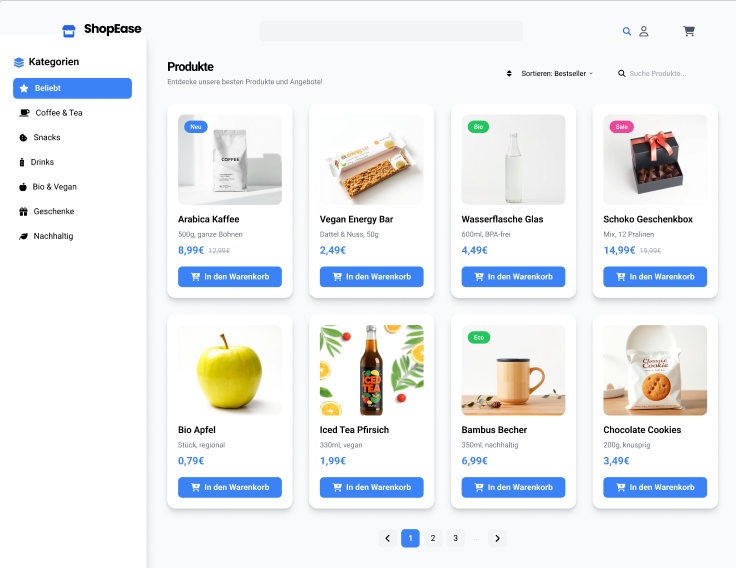 ShopEase
Kategorien
Beliebt
Coffee & Tea
Snacks
Drinks
Bio & Vegan
Geschenke
Nachhaltig
Produkte
Entdecke unsere besten Produkte und Angebote!
Sortieren: Bestseller
Suche Produkte...
Neu
COFFEE
Arabica Kaffee
500g, ganze Bohnen
8,99€ 12,99€
In den Warenkorb
Vegan Energy Bar
Dattel & Nuss, 50g
2,49€
In den Warenkorb
Bio
Wasserflasche Glas
600ml, BPA-frei
4,49€
In den Warenkorb
Sale
Schoko Geschenkbox
Mix, 12 Pralinen
14,99€ 19,99€
In den Warenkorb
Bio Apfel
Stück, regional
0,79€
In den Warenkorb
ICED
TEA
Iced Tea Pfirsich
330ml, vegan
1,99€
In den Warenkorb
Eco
Bambus Becher
350ml, nachhaltig
6,99€
In den Warenkorb
Classic
Cookie
Chocolate Cookies
200g, knusprig
3,49€
In den Warenkorb
1 2 3 ...